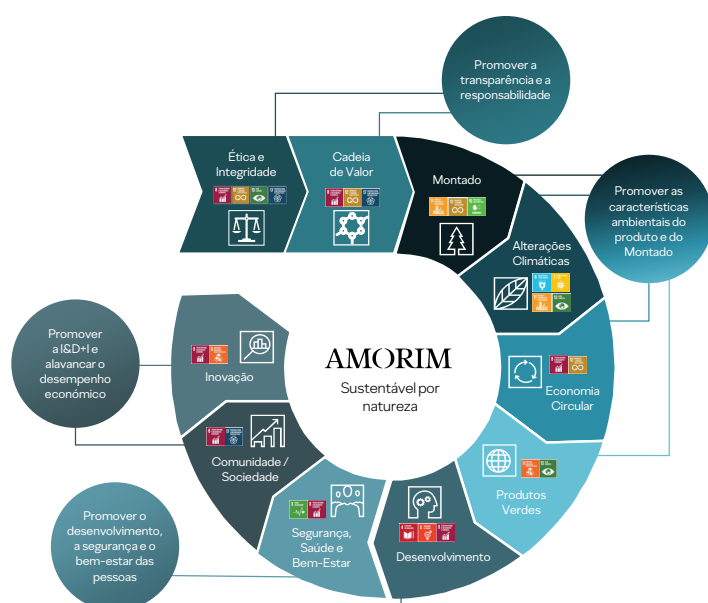 Promover a
transparência e a
responsabilidade
Ética e
Integridade
Cadeia
de Valor
Montado
Promover as
características
ambientais do
produto e do
Montado
Alterações
Climáticas
Promover
a I&D+I e
alavancar o
desempenho
económico
Inovação
AMORIM
Sustentável por
natureza
Economia
Circular
Comunidade /
Sociedade
Produtos
Verdes
Promover o
desenvolvimento,
a segurança e o
bem-estar das
pessoas
Segurança,
Saúde e
Bem-Estar
Desenvolvimento